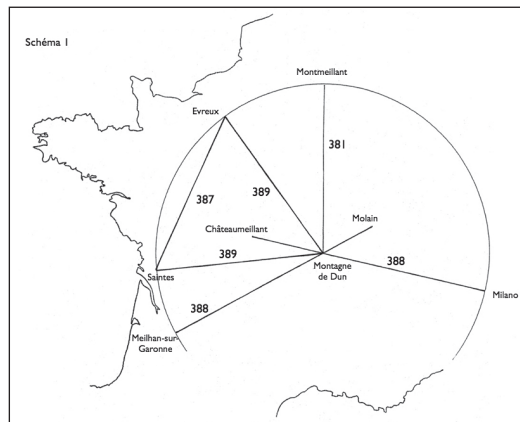 Schéma 1
Montmeillant
Evreux
381
389
387
Molain
Châteaumeillant
389
388
Montagne
de Dun
Saintes
Milano
388
Meilhan-sur-
Garonne